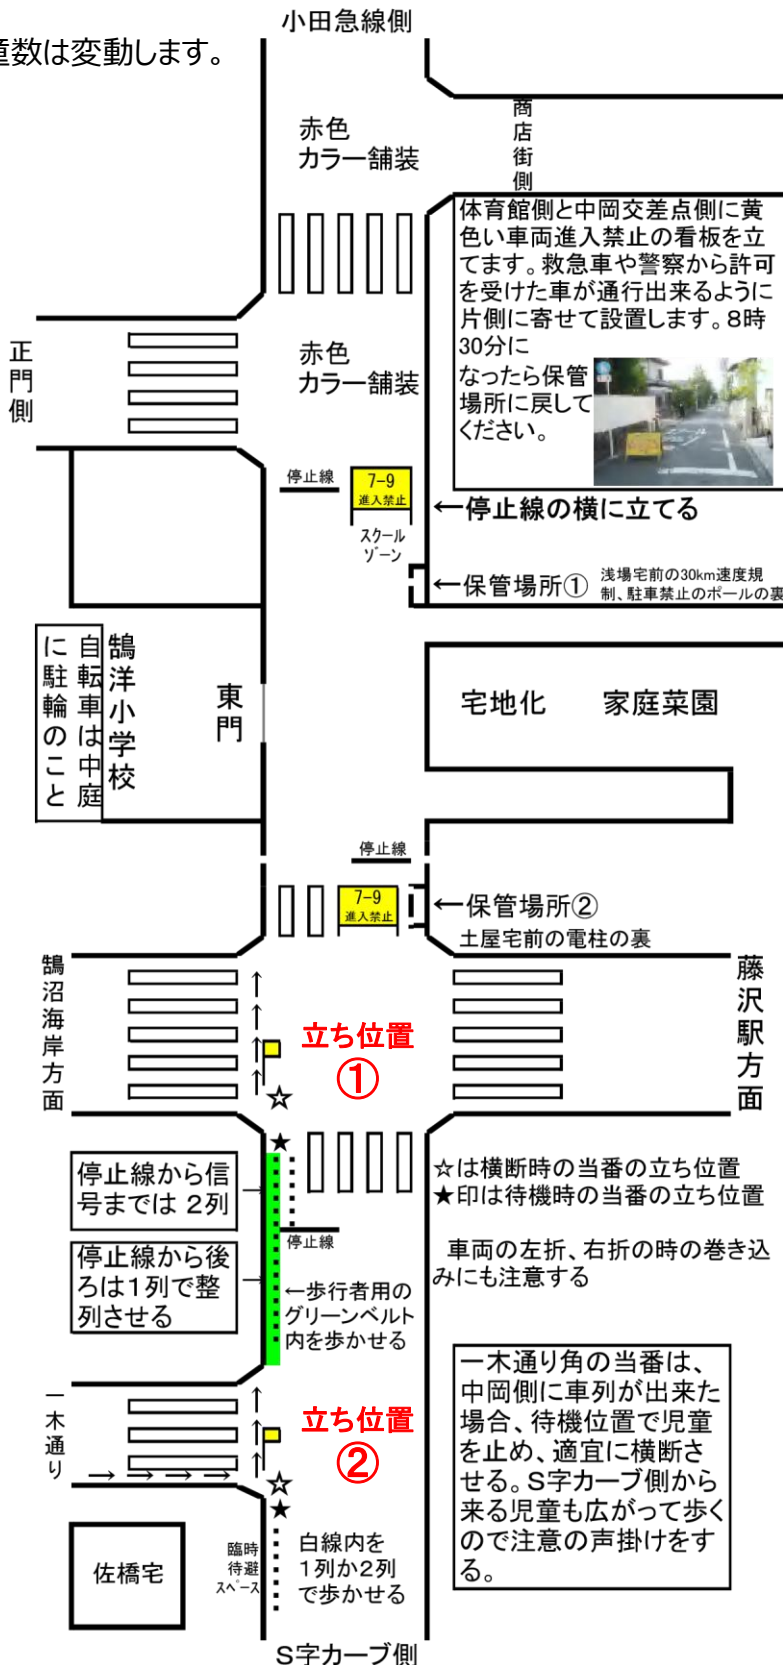 小田急線側
童数は変動します。
商店街側
赤色
カラー舗装
体育館側と中岡交差点側に黄
色い車両進入禁止の看板を立
てます。救急車や警察から許可
を受けた車が通行出来るように
片側に寄せて設置します。8時
30分に
なったら保管
場所に戻して
ください。
正門側
赤色
カラー舗装
停止線
7-9
進入禁止
←停止線の横に立てる
スクール
ゾーン
←保管場所①
浅場宅前の30km速度規
制、駐車禁止のポールの裏
鵠洋小学校
自転車は中庭
に駐輪のこと
東門
宅地化
家庭菜園
停止線
7-9
進入禁止
←保管場所②
土屋宅前の電柱の裏
鵠沼海岸方面
藤沢駅方面
立ち位置
①
☆
★
☆は横断時の当番の立ち位置
★印は待機時の当番の立ち位置
車両の左折、右折の時の巻き込
みにも注意する
停止線から信
号までは 2列
停止線
停止線から後
ろは1列で整
列させる
←歩行者用の
グリーンベルト
内を歩かせる
一木通り
立ち位置
②
☆
★
一木通り角の当番は、
中岡側に車列が出来た
場合、待機位置で児童
を止め、適宜に横断さ
せる。S字カーブ側から
来る児童も広がって歩く
ので注意の声掛けをす
る。
佐橋宅
臨時
待避
スペース
白線内を
1列か2列
で歩かせる
S字カーブ側